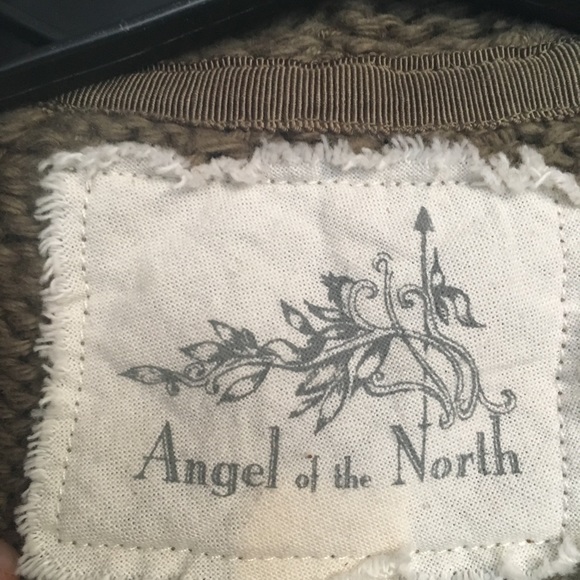 Angel of the North